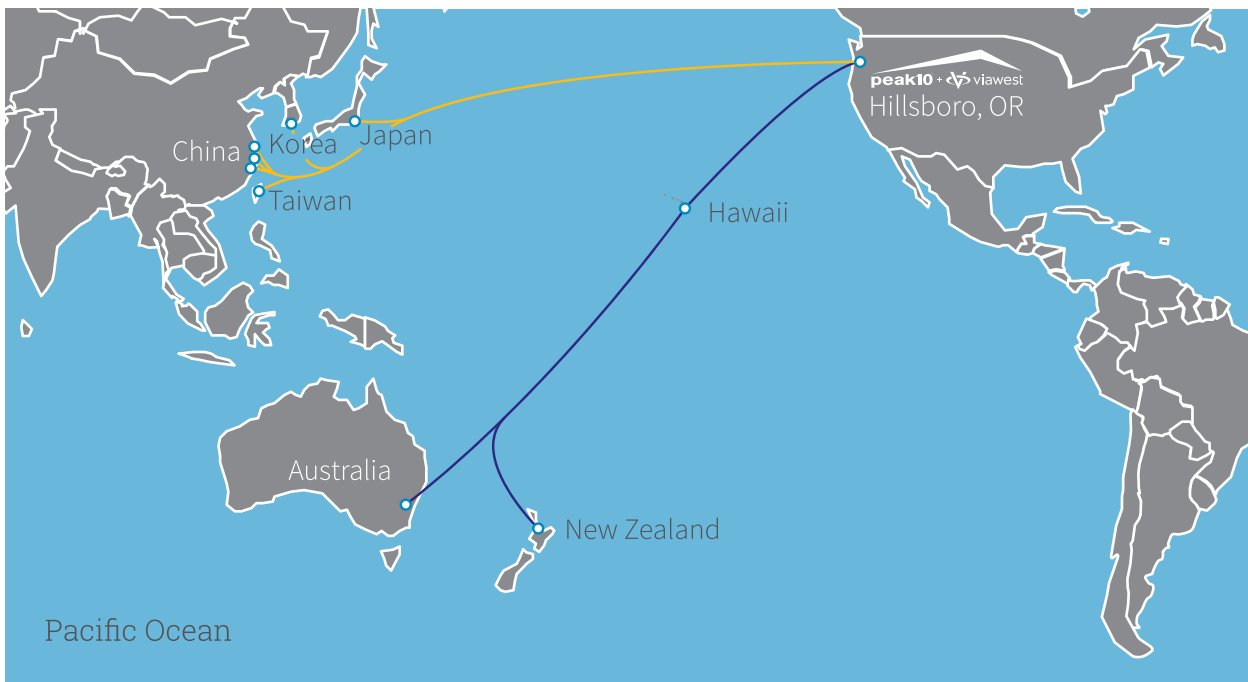 peak10 + viawest
Hillsboro, OR
Japan
Korea
China
Taiwan
Hawaii
Australia
New Zealand
Pacific Ocean